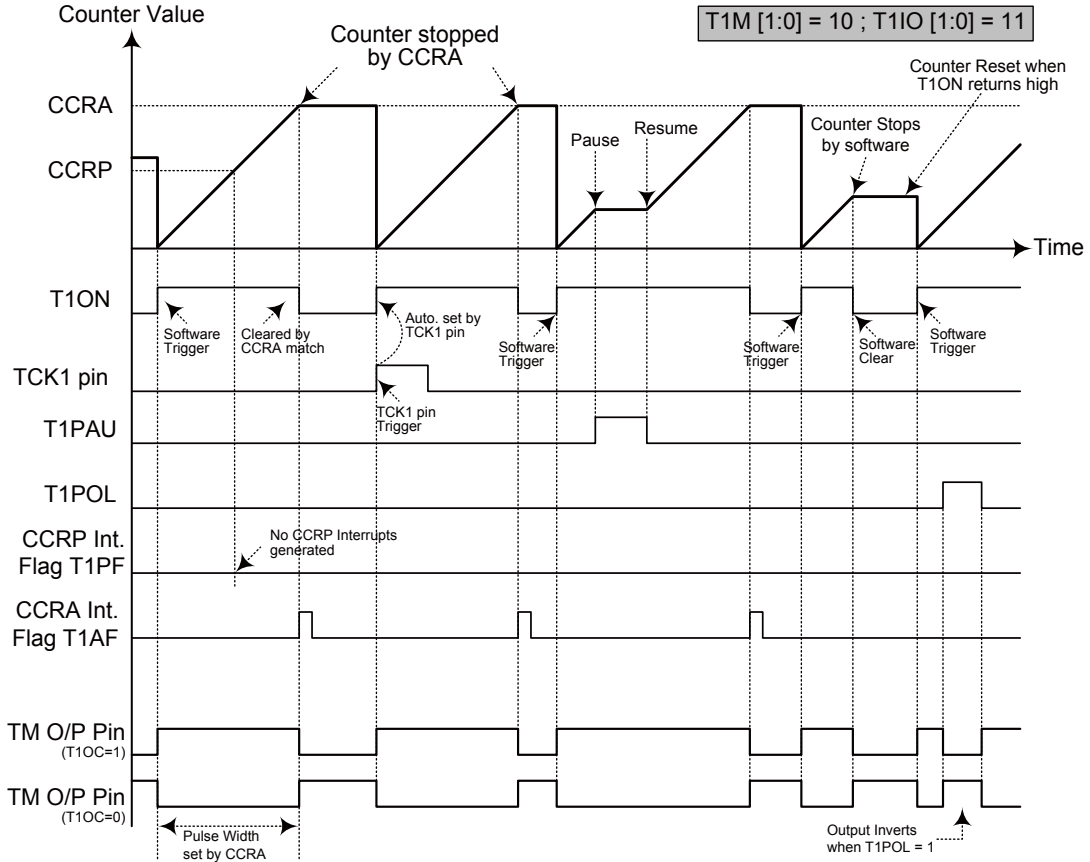 Counter Value
T1M [1:0] = 10 ; T1IO [1:0] = 11
Counter stopped
by CCRA
Counter Reset when
T1ON returns high
CCRA
Pause
Resume
Counter Stops
by software
CCRP
Time
T1ON
Software
Trigger
Cleared by
CCRA match
Auto. set by
TCK1 pin
Software
Trigger
Software
Trigger
Software
Clear
Software
Trigger
TCK1 pin
TCK1 pin
Trigger
T1PAU
T1POL
CCRP Int.
Flag T1PF
No CCRP Interrupts
generated
CCRA Int.
Flag T1AF
TM O/P Pin
(T1OC=1)
TM O/P Pin
(T1OC=0)
Pulse Width
set by CCRA
Output Inverts
when T1POL = 1